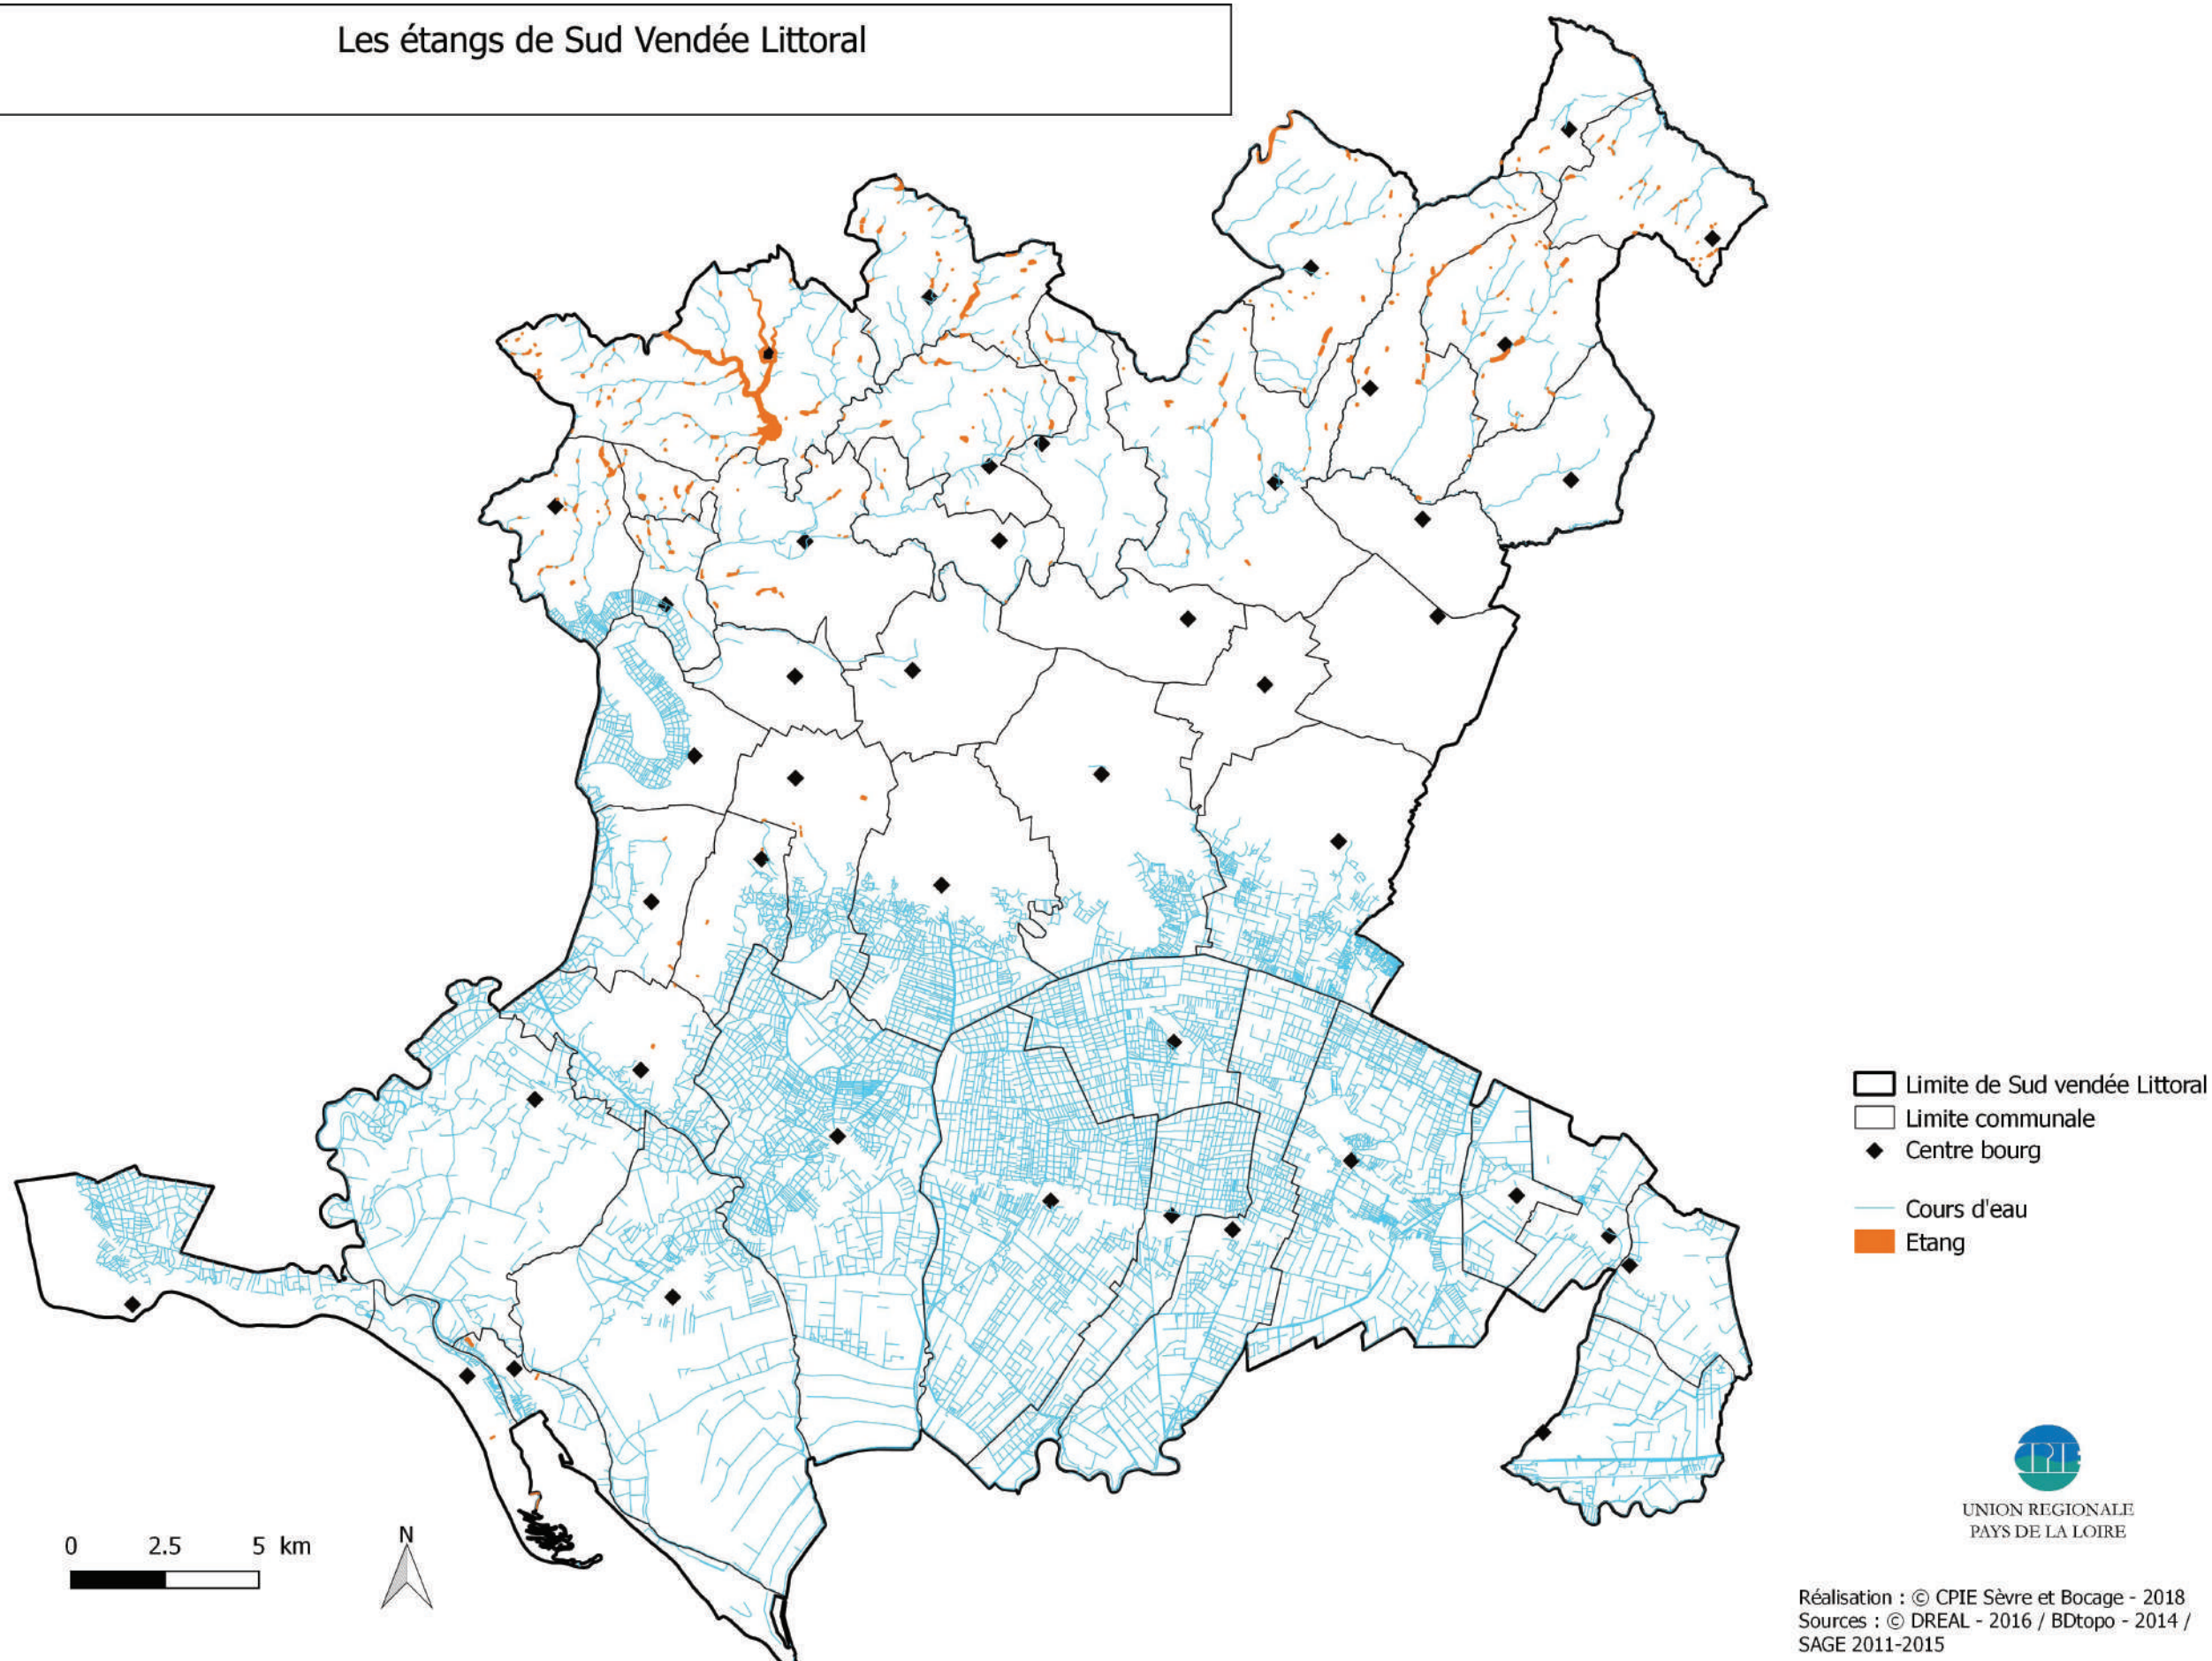 Les étangs de Sud Vendée Littoral
Limite de Sud vendée Littoral
Limite communale
Centre bourg
Cours d'eau
Etang
CPIE
UNION REGIONALE
PAYS DE LA LOIRE
0 2.5 5 km
N
Réalisation : © CPIE Sèvre et Bocage - 2018
Sources : © DREAL - 2016 / BDtopo - 2014 /
SAGE 2011-2015